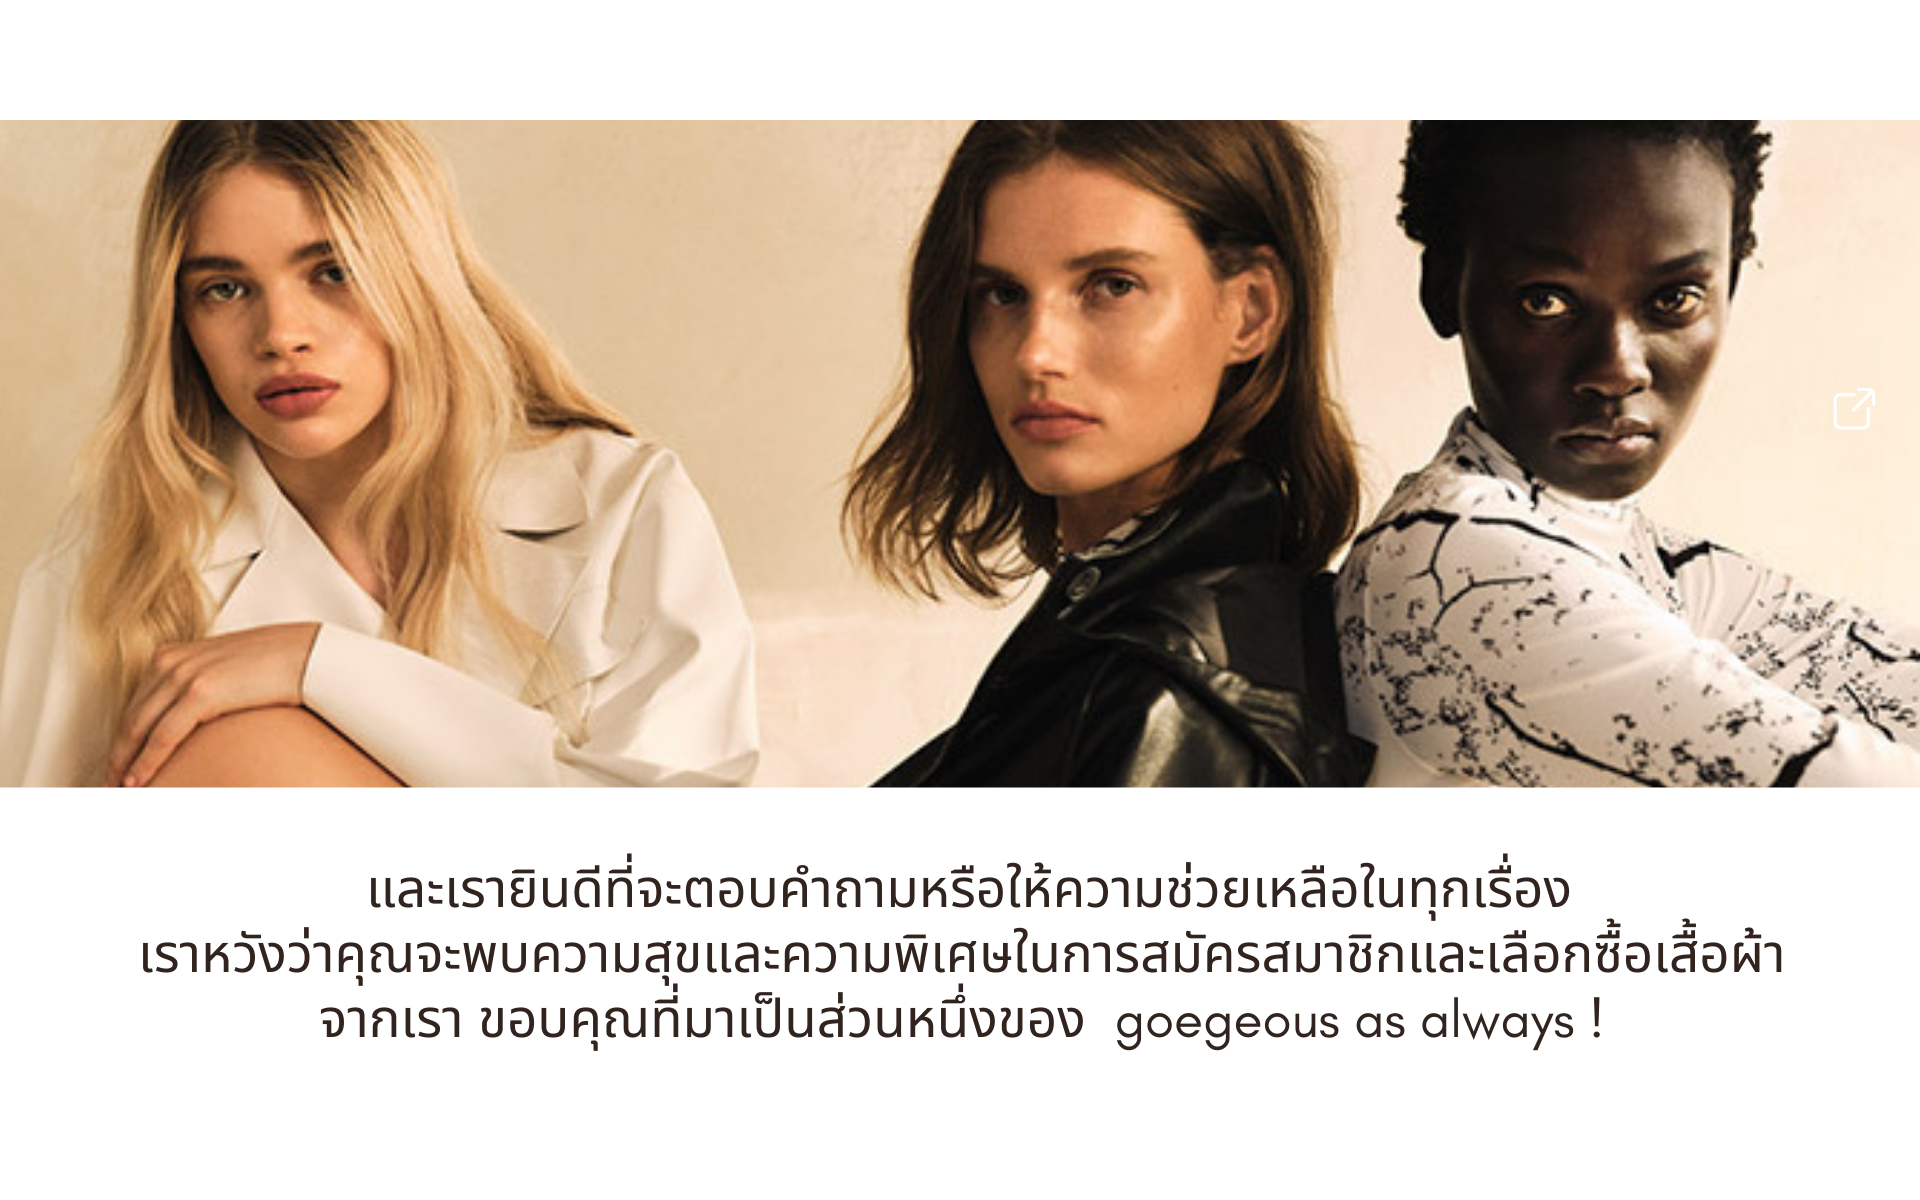 และเรายินดีที่จะตอบคำถามหรือให้ความช่วยเหลือในทุกเรื่อง
เราหวังว่าคุณจะพบความสุขและความพิเศษในการสมัครสมาชิกและเลือกซื้อเสื้อผ้า
จากเรา ขอบคุณที่มาเป็นส่วนหนึ่งของ goegeous as always !